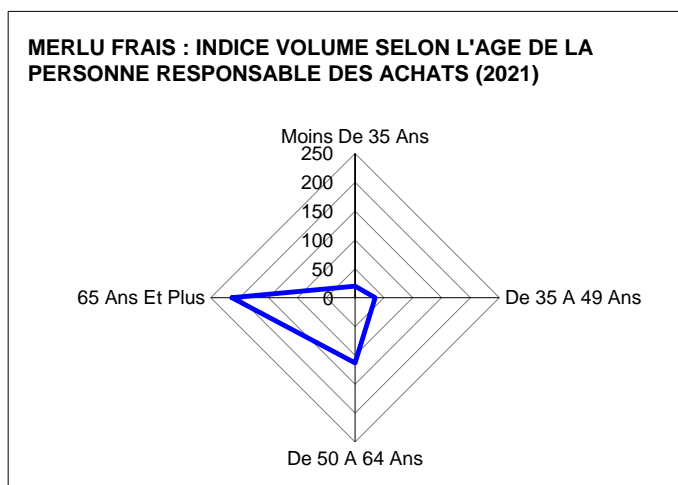 MERLU FRAIS : INDICE VOLUME SELON L'AGE DE LA
PERSONNE RESPONSABLE DES ACHATS (2021)
Moins De 35 Ans
250
200
150
100
50
0
65 Ans Et Plus
De 35 A 49 Ans
De 50 A 64 Ans